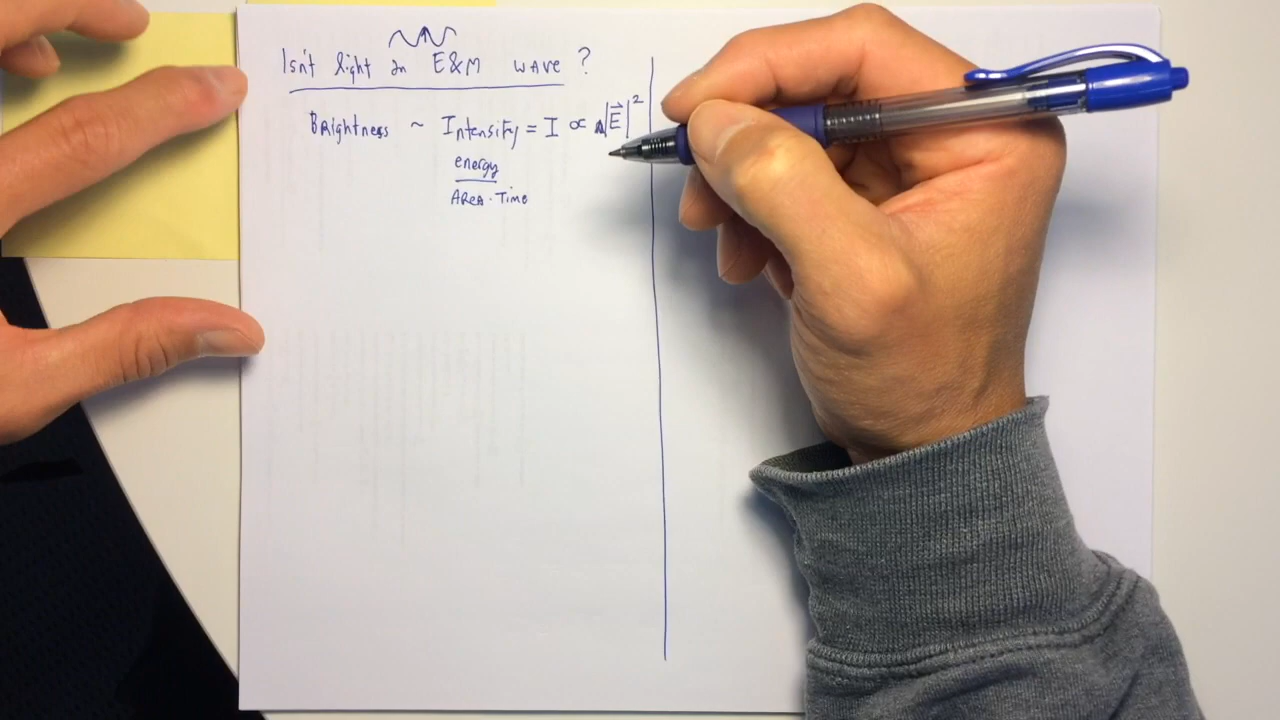 Isn't light an E&M wave ?
Brightness ~ Intensity = I ∝ |E⃗|²
energy
Area · Time